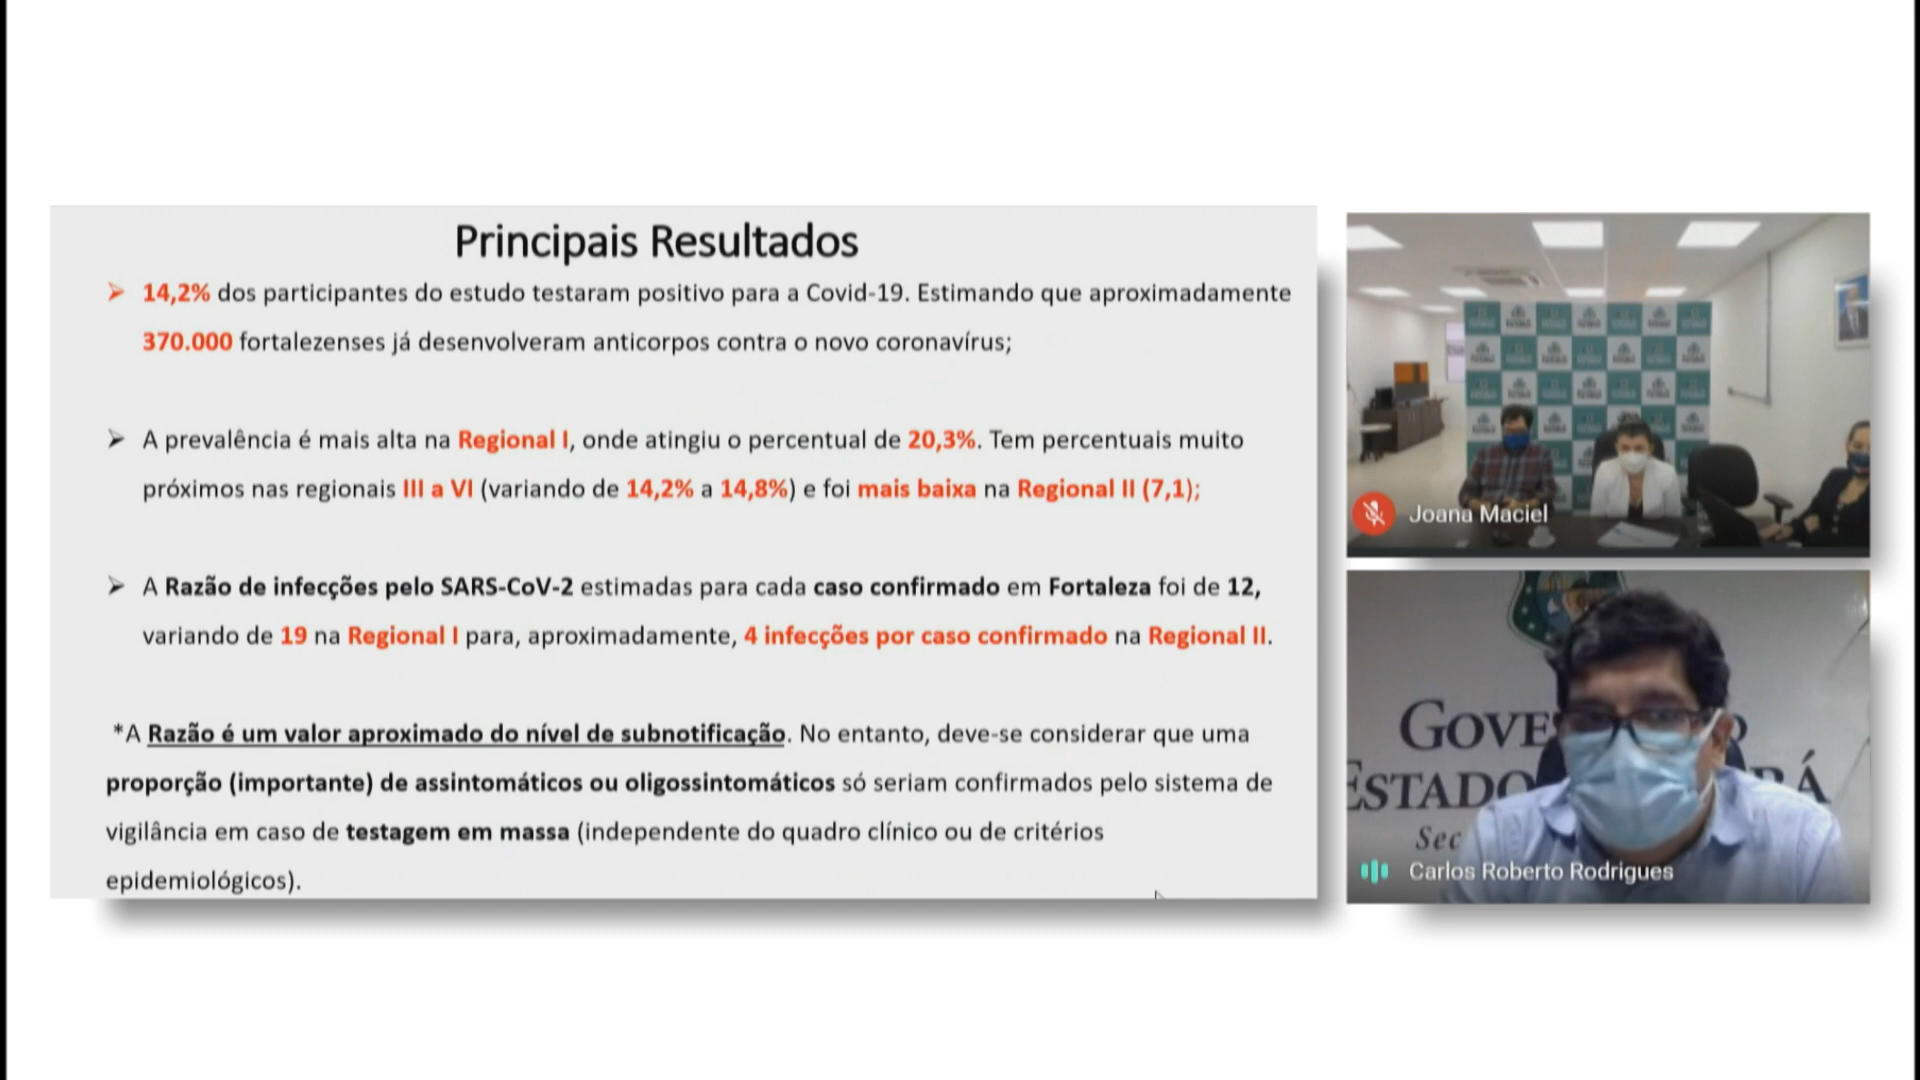 Principais Resultados
➢ 14,2% dos participantes do estudo testaram positivo para a Covid-19. Estimando que aproximadamente
370.000 fortalezenses já desenvolveram anticorpos contra o novo coronavírus;
➢ A prevalência é mais alta na Regional I, onde atingiu o percentual de 20,3%. Tem percentuais muito
próximos nas regionais III a VI (variando de 14,2% a 14,8%) e foi mais baixa na Regional II (7,1);
➢ A Razão de infecções pelo SARS-CoV-2 estimadas para cada caso confirmado em Fortaleza foi de 12,
variando de 19 na Regional I para, aproximadamente, 4 infecções por caso confirmado na Regional II.
*A Razão é um valor aproximado do nível de subnotificação. No entanto, deve-se considerar que uma
proporção (importante) de assintomáticos ou oligossintomáticos só seriam confirmados pelo sistema de
vigilância em caso de testagem em massa (independente do quadro clínico ou de critérios
epidemiológicos).
Joana Maciel
GOVE
ESTADO
Sec
Carlos Roberto Rodrigues